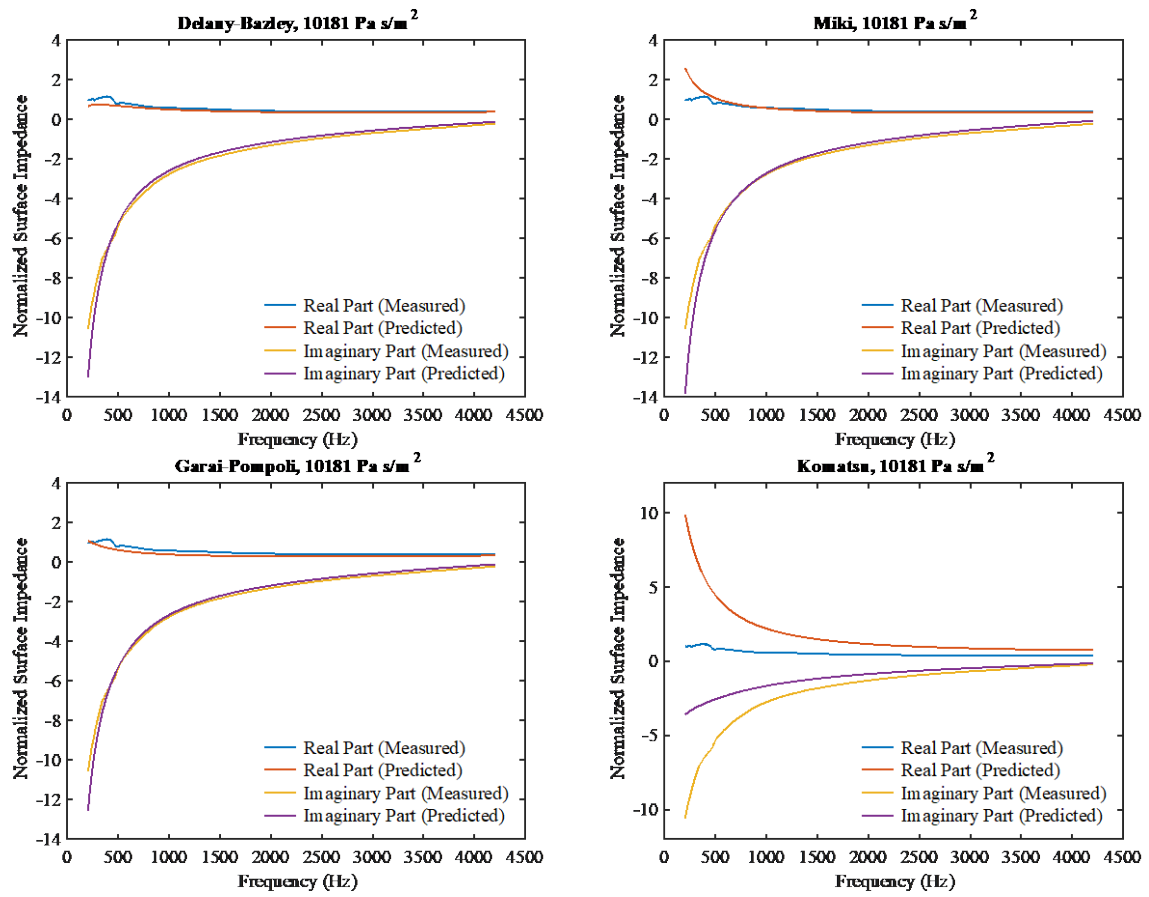 Delany-Bazley, 10181 Pa s/m²
4
2
0
-2
-4
-6
-8
-10
-12
-14
Normalized Surface Impedance
Real Part (Measured)
Real Part (Predicted)
Imaginary Part (Measured)
Imaginary Part (Predicted)
0 500 1000 1500 2000 2500 3000 3500 4000 4500
Frequency (Hz)
Miki, 10181 Pa s/m²
4
2
0
-2
-4
-6
-8
-10
-12
-14
Normalized Surface Impedance
Real Part (Measured)
Real Part (Predicted)
Imaginary Part (Measured)
Imaginary Part (Predicted)
0 500 1000 1500 2000 2500 3000 3500 4000 4500
Frequency (Hz)
Garai-Pompoli, 10181 Pa s/m²
4
2
0
-2
-4
-6
-8
-10
-12
-14
Normalized Surface Impedance
Real Part (Measured)
Real Part (Predicted)
Imaginary Part (Measured)
Imaginary Part (Predicted)
0 500 1000 1500 2000 2500 3000 3500 4000 4500
Frequency (Hz)
Komatsu, 10181 Pa s/m²
10
5
0
-5
-10
Normalized Surface Impedance
Real Part (Measured)
Real Part (Predicted)
Imaginary Part (Measured)
Imaginary Part (Predicted)
0 500 1000 1500 2000 2500 3000 3500 4000 4500
Frequency (Hz)